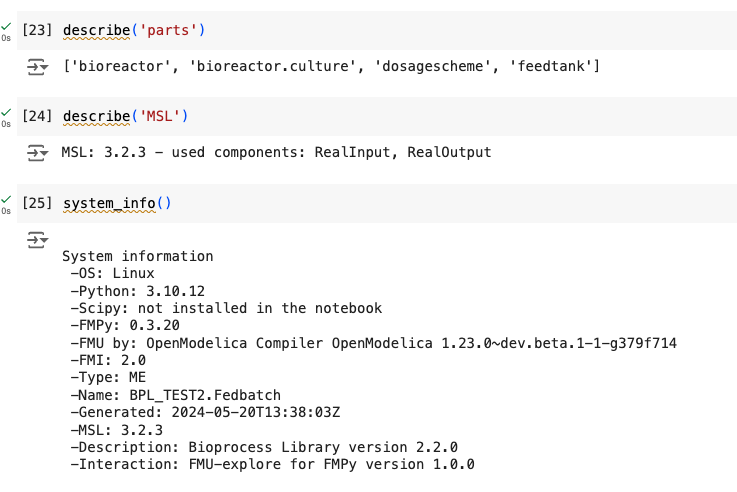 [23] describe('parts')
0s
['bioreactor', 'bioreactor.culture', 'dosagescheme', 'feedtank']
[24] describe('MSL')
0s
MSL: 3.2.3 - used components: RealInput, RealOutput
[25] system_info()
0s
System information
-OS: Linux
-Python: 3.10.12
-Scipy: not installed in the notebook
-FMPy: 0.3.20
-FMU by: OpenModelica Compiler OpenModelica 1.23.0~dev.beta.1-1-g379f714
-FMI: 2.0
-Type: ME
-Name: BPL_TEST2.Fedbatch
-Generated: 2024-05-20T13:38:03Z
-MSL: 3.2.3
-Description: Bioprocess Library version 2.2.0
-Interaction: FMU-explore for FMPy version 1.0.0